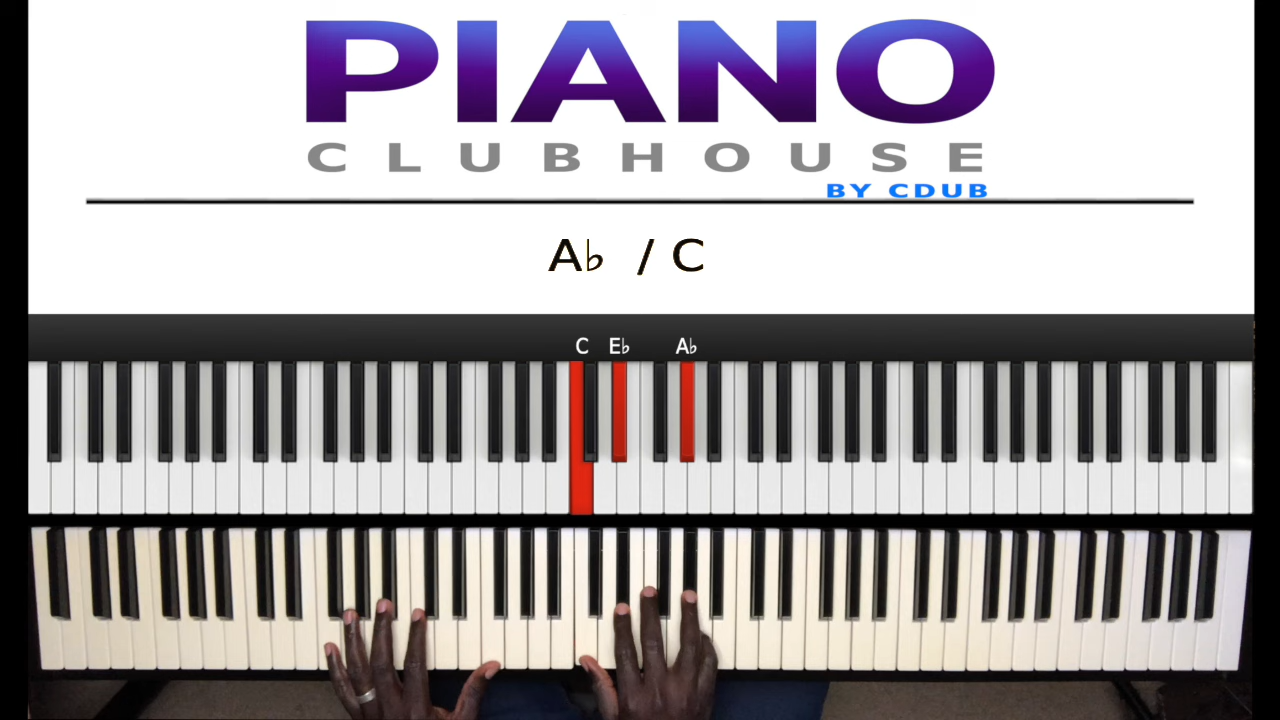 PIANO
CLUBHOUSE
BY CDUB
A♭ / C
C E♭ A♭